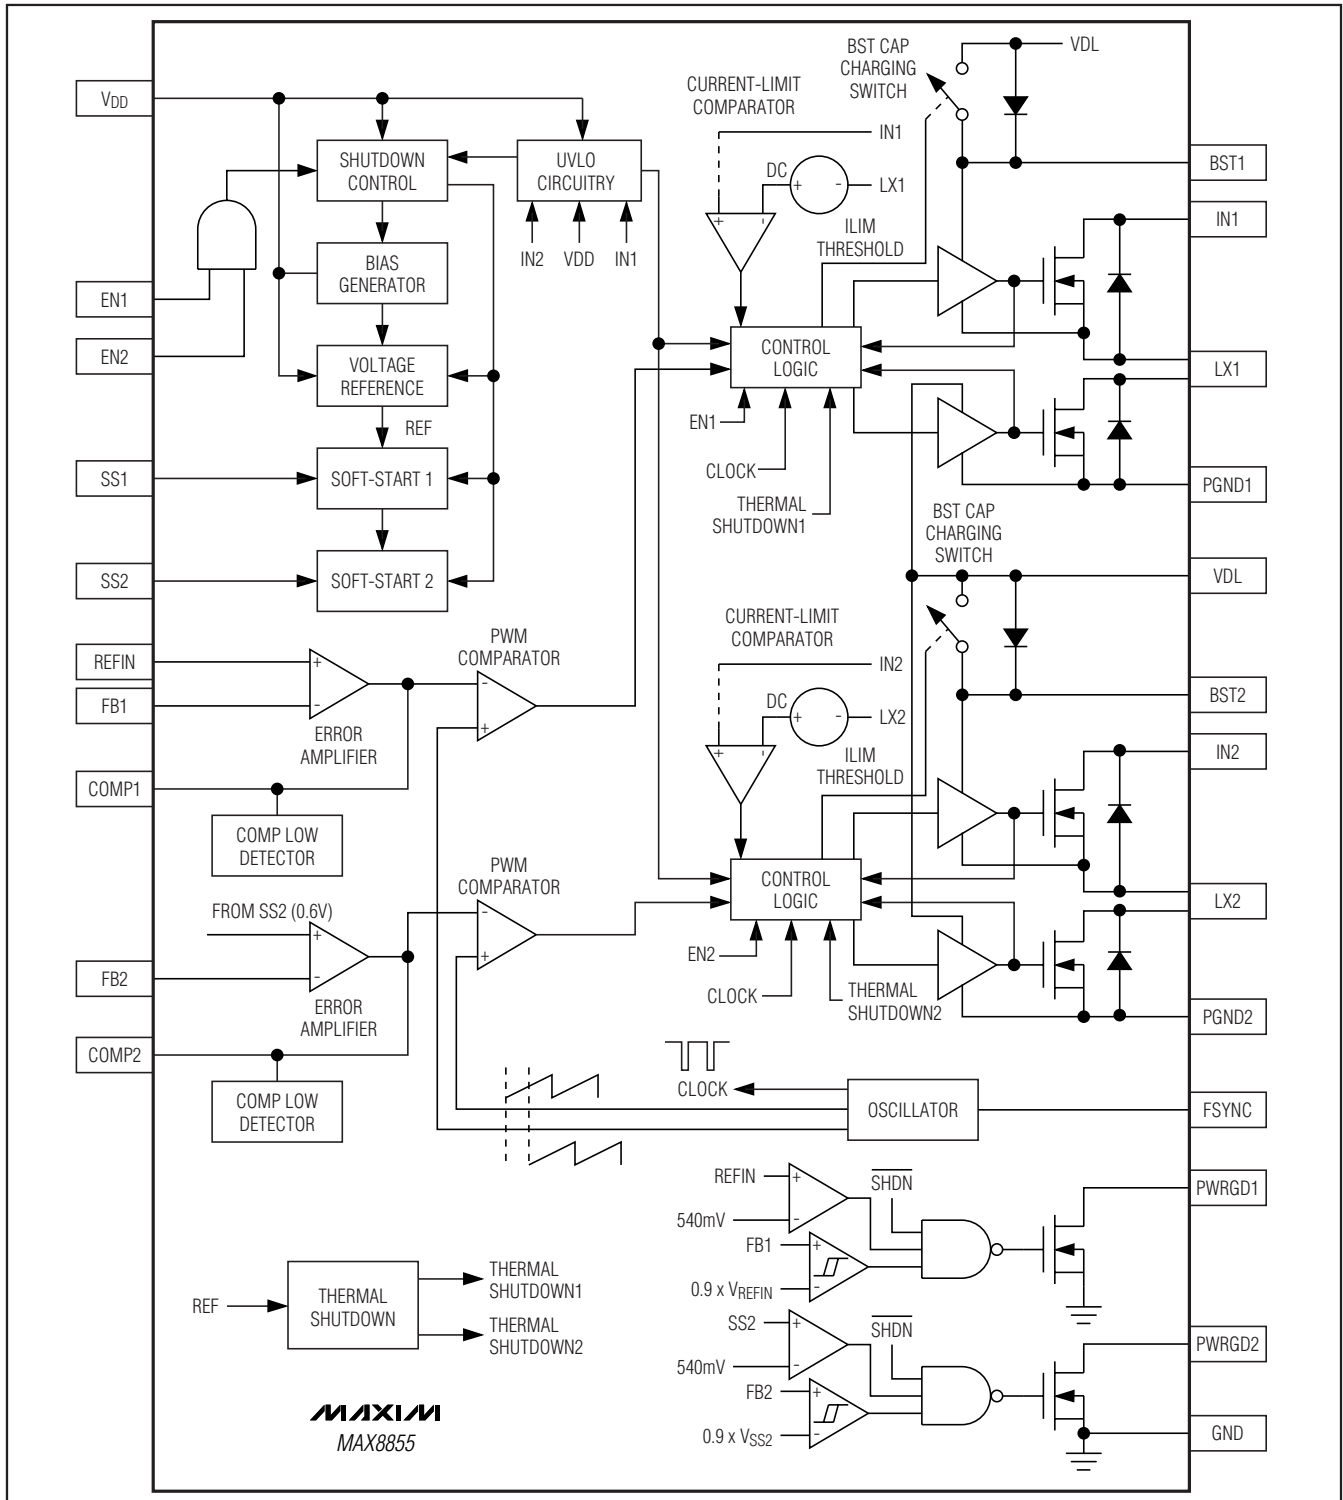 VDD
EN1
EN2
SS1
SS2
REFIN
FB1
COMP1
FB2
COMP2
SHUTDOWN
CONTROL
UVLO
CIRCUITRY
IN2
VDD
IN1
BIAS
GENERATOR
VOLTAGE
REFERENCE
REF
SOFT-START 1
SOFT-START 2
+
-
ERROR
AMPLIFIER
PWM
COMPARATOR
-
+
COMP LOW
DETECTOR
FROM SS2 (0.6V)
+
-
ERROR
AMPLIFIER
PWM
COMPARATOR
-
+
COMP LOW
DETECTOR
CURRENT-LIMIT
COMPARATOR
BST CAP
CHARGING
SWITCH
VDL
IN1
DC
+
-
LX1
+
-
ILIM
THRESHOLD
CONTROL
LOGIC
EN1
CLOCK
THERMAL
SHUTDOWN1
BST CAP
CHARGING
SWITCH
CURRENT-LIMIT
COMPARATOR
IN2
DC
+
-
LX2
+
-
ILIM
THRESHOLD
CONTROL
LOGIC
EN2
CLOCK
THERMAL
SHUTDOWN2
CLOCK
OSCILLATOR
BST1
IN1
LX1
PGND1
VDL
BST2
IN2
LX2
PGND2
FSYNC
PWRGD1
PWRGD2
GND
REFIN
+
540mV
-
SHDN
FB1
+
0.9 x VREFIN
-
SS2
+
540mV
-
SHDN
FB2
+
0.9 x VSS2
-
REF
THERMAL
SHUTDOWN
THERMAL
SHUTDOWN1
THERMAL
SHUTDOWN2
MAXIM
MAX8855